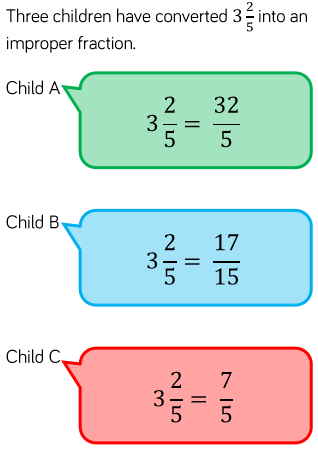 Three children have converted 3 2/5 into an
improper fraction.
Child A
3 2/5 = 32/5
Child B
3 2/5 = 17/15
Child C
3 2/5 = 7/5